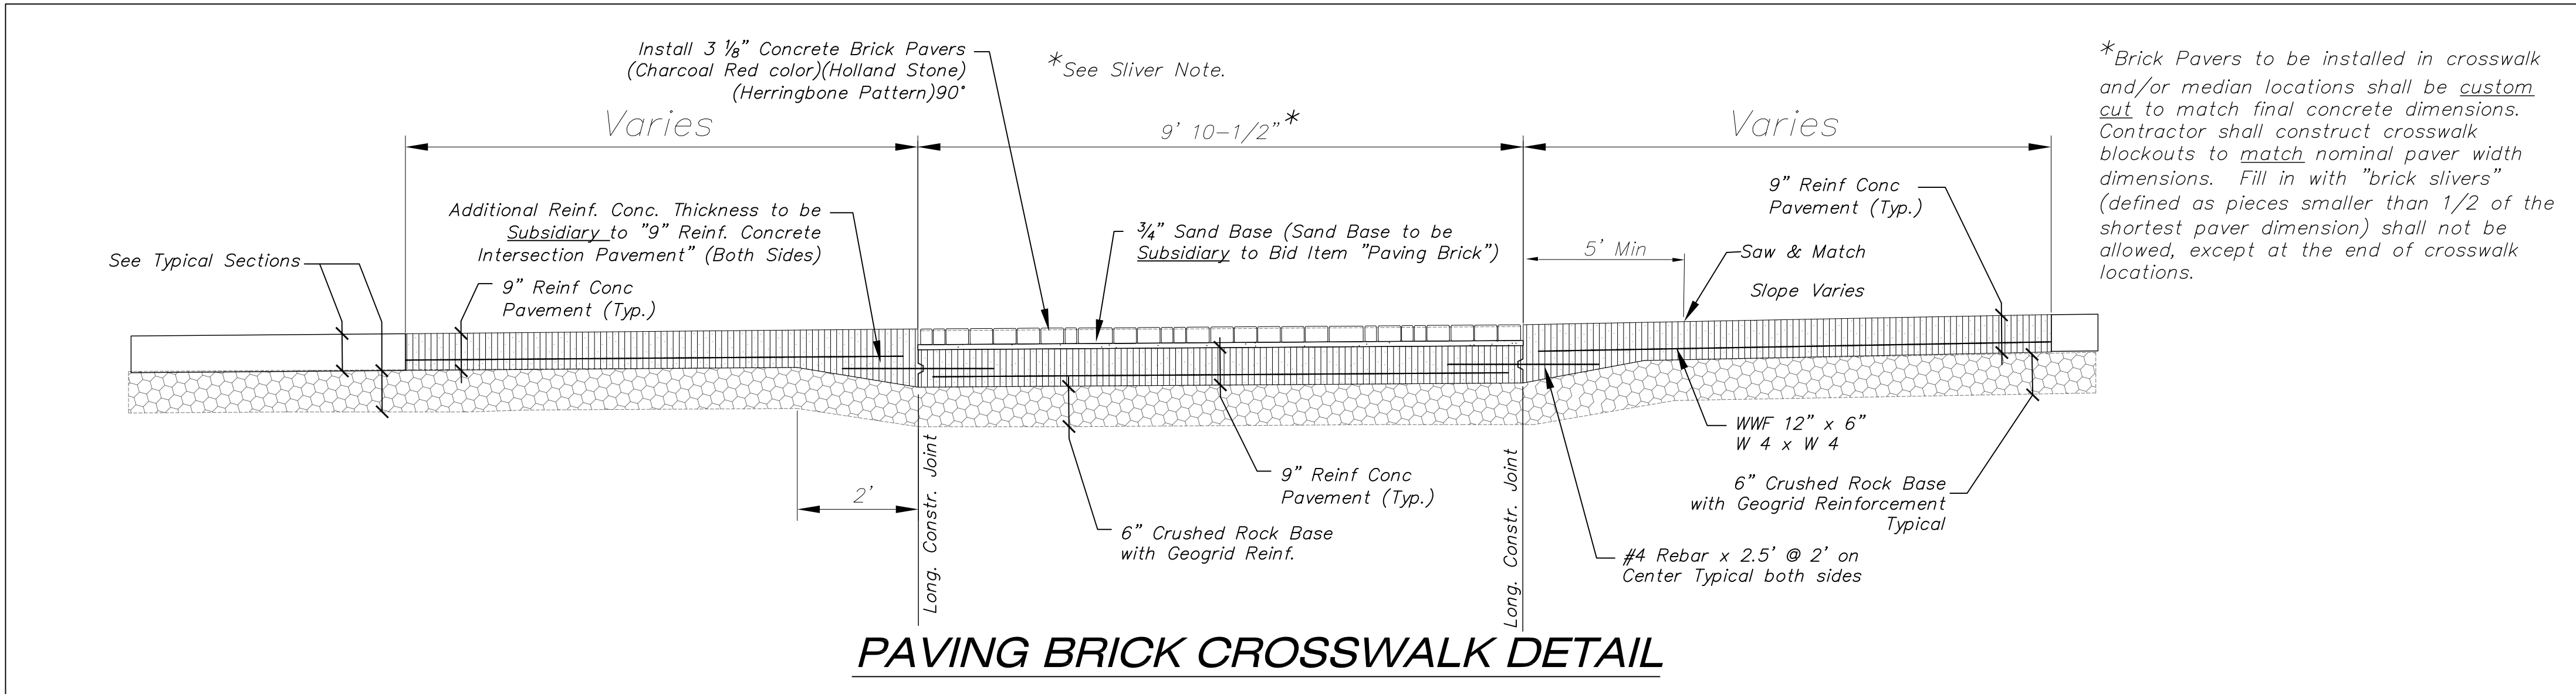 Install 3 ⅛" Concrete Brick Pavers
(Charcoal Red color)(Holland Stone)
(Herringbone Pattern)90°
*See Sliver Note.
Varies
9' 10-1/2"*
Varies
*Brick Pavers to be installed in crosswalk
and/or median locations shall be custom
cut to match final concrete dimensions.
Contractor shall construct crosswalk
blockouts to match nominal paver width
dimensions. Fill in with "brick slivers"
(defined as pieces smaller than 1/2 of the
shortest paver dimension) shall not be
allowed, except at the end of crosswalk
locations.
See Typical Sections
Additional Reinf. Conc. Thickness to be
Subsidiary to "9" Reinf. Concrete
Intersection Pavement" (Both Sides)
9" Reinf Conc
Pavement (Typ.)
¾" Sand Base (Sand Base to be
Subsidiary to Bid Item "Paving Brick")
5' Min
Saw & Match
Slope Varies
9" Reinf Conc
Pavement (Typ.)
2'
Long. Constr. Joint
6" Crushed Rock Base
with Geogrid Reinf.
9" Reinf Conc
Pavement (Typ.)
Long. Constr. Joint
WWF 12" x 6"
W 4 x W 4
6" Crushed Rock Base
with Geogrid Reinforcement
Typical
#4 Rebar x 2.5' @ 2' on
Center Typical both sides
PAVING BRICK CROSSWALK DETAIL